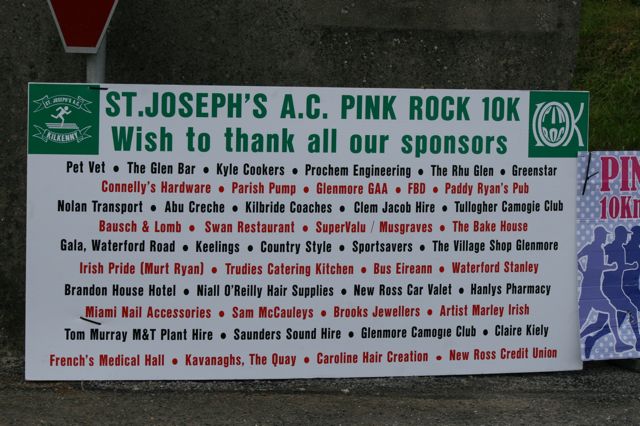 ST. JOSEPH'S A.C.
KILKENNY
ST.JOSEPH'S A.C. PINK ROCK 10K
Wish to thank all our sponsors
10K
Pet Vet • The Glen Bar • Kyle Cookers • Prochem Engineering • The Rhu Glen • Greenstar
Connelly's Hardware • Parish Pump • Glenmore GAA • FBD • Paddy Ryan's Pub
Nolan Transport • Abu Creche • Kilbride Coaches • Clem Jacob Hire • Tullogher Camogie Club
Bausch & Lomb • Swan Restaurant • SuperValu / Musgraves • The Bake House
Gala, Waterford Road • Keelings • Country Style • Sportsavers • The Village Shop Glenmore
Irish Pride (Murt Ryan) • Trudies Catering Kitchen • Bus Eireann • Waterford Stanley
Brandon House Hotel • Niall O'Reilly Hair Supplies • New Ross Car Valet • Hanlys Pharmacy
Miami Nail Accessories • Sam McCauleys • Brooks Jewellers • Artist Marley Irish
Tom Murray M&T Plant Hire • Saunders Sound Hire • Glenmore Camogie Club • Claire Kiely
French's Medical Hall • Kavanaghs, The Quay • Caroline Hair Creation • New Ross Credit Union
PIN
10Km